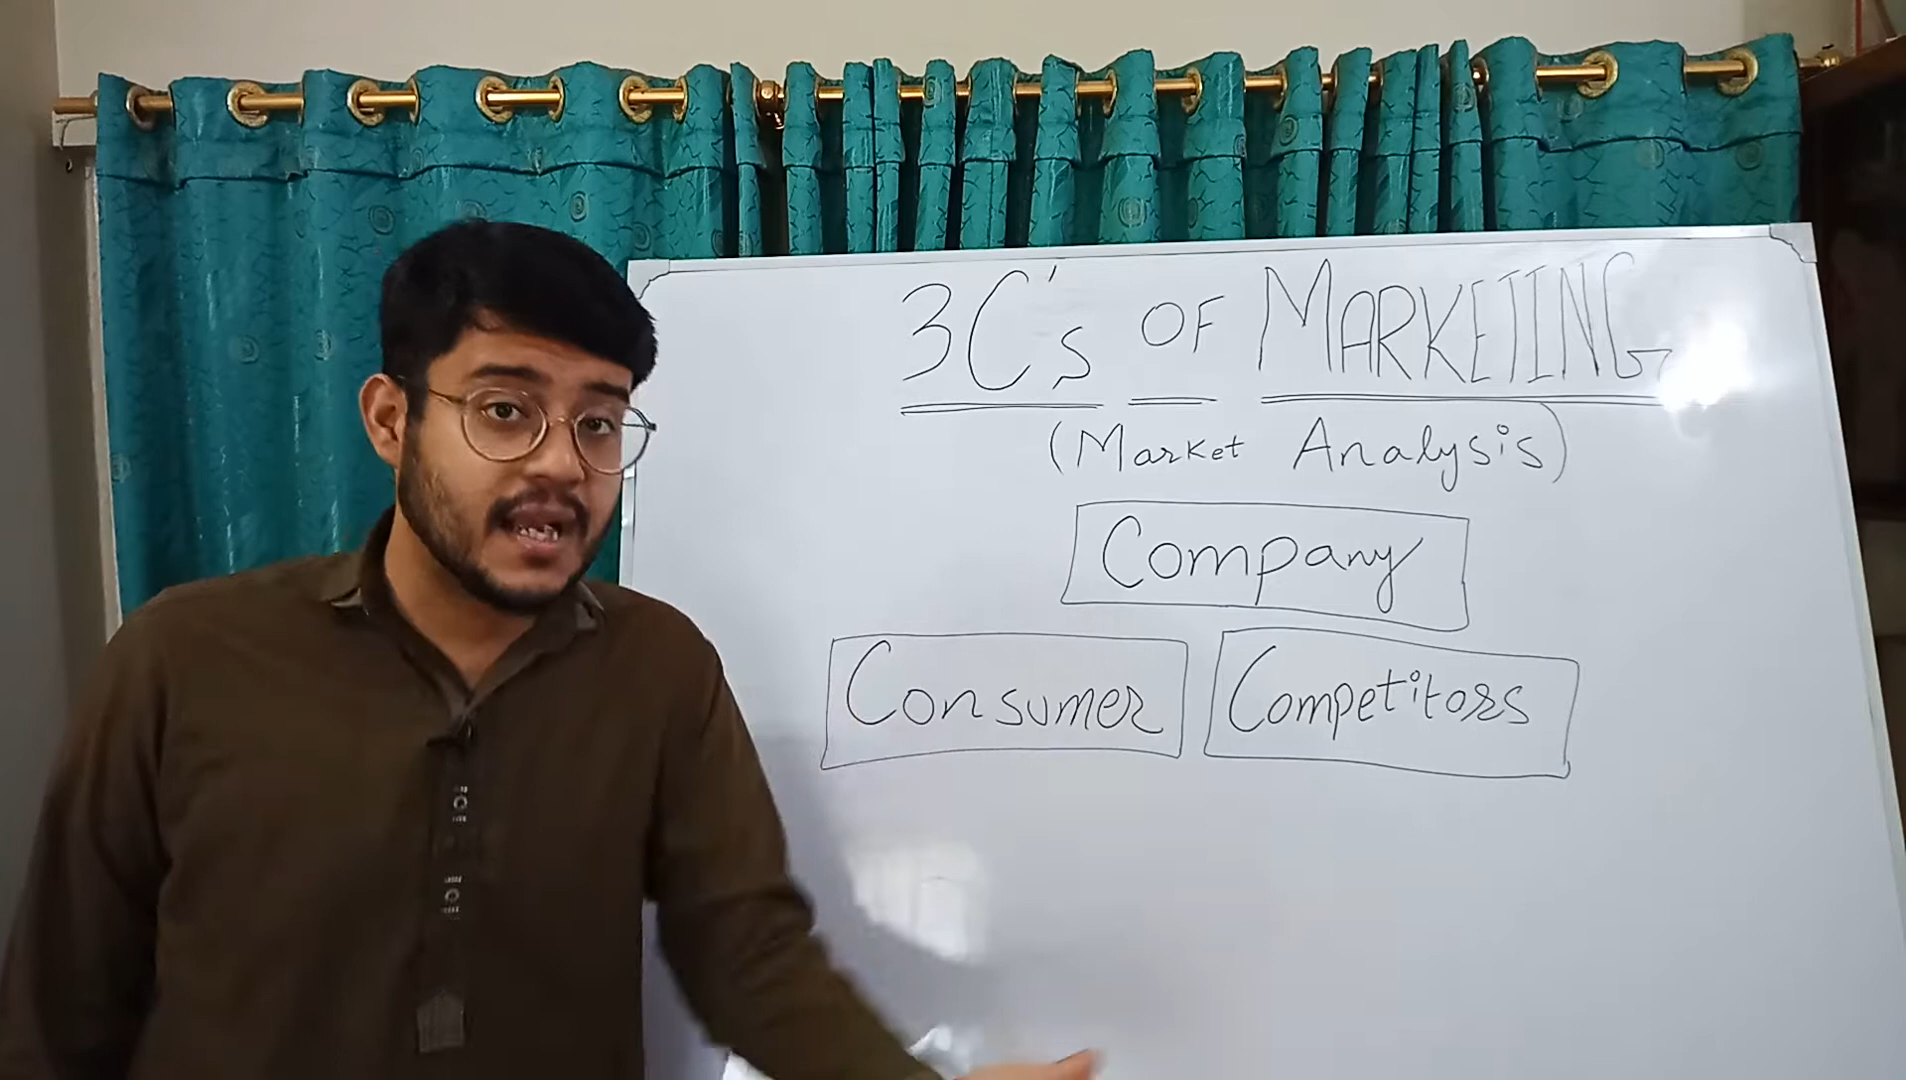 3C's OF MARKETING
(Market Analysis)
Company
Consumer
Competitors